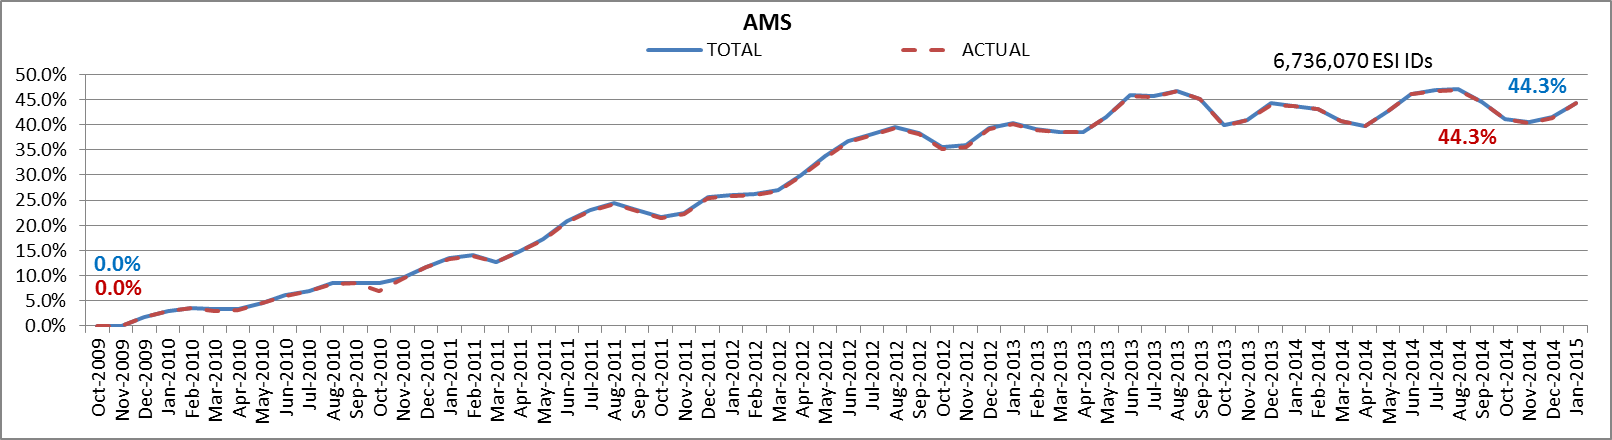 AMS
TOTAL
ACTUAL
6,736,070 ESI IDs
50.0%
45.0%
40.0%
35.0%
30.0%
25.0%
20.0%
15.0%
10.0%
5.0%
0.0%
0.0%
0.0%
44.3%
44.3%
Oct-2009
Nov-2009
Dec-2009
Jan-2010
Feb-2010
Mar-2010
Apr-2010
May-2010
Jun-2010
Jul-2010
Aug-2010
Sep-2010
Oct-2010
Nov-2010
Dec-2010
Jan-2011
Feb-2011
Mar-2011
Apr-2011
May-2011
Jun-2011
Jul-2011
Aug-2011
Sep-2011
Oct-2011
Nov-2011
Dec-2011
Jan-2012
Feb-2012
Mar-2012
Apr-2012
May-2012
Jun-2012
Jul-2012
Aug-2012
Sep-2012
Oct-2012
Nov-2012
Dec-2012
Jan-2013
Feb-2013
Mar-2013
Apr-2013
May-2013
Jun-2013
Jul-2013
Aug-2013
Sep-2013
Oct-2013
Nov-2013
Dec-2013
Jan-2014
Feb-2014
Mar-2014
Apr-2014
May-2014
Jun-2014
Jul-2014
Aug-2014
Sep-2014
Oct-2014
Nov-2014
Dec-2014
Jan-2015